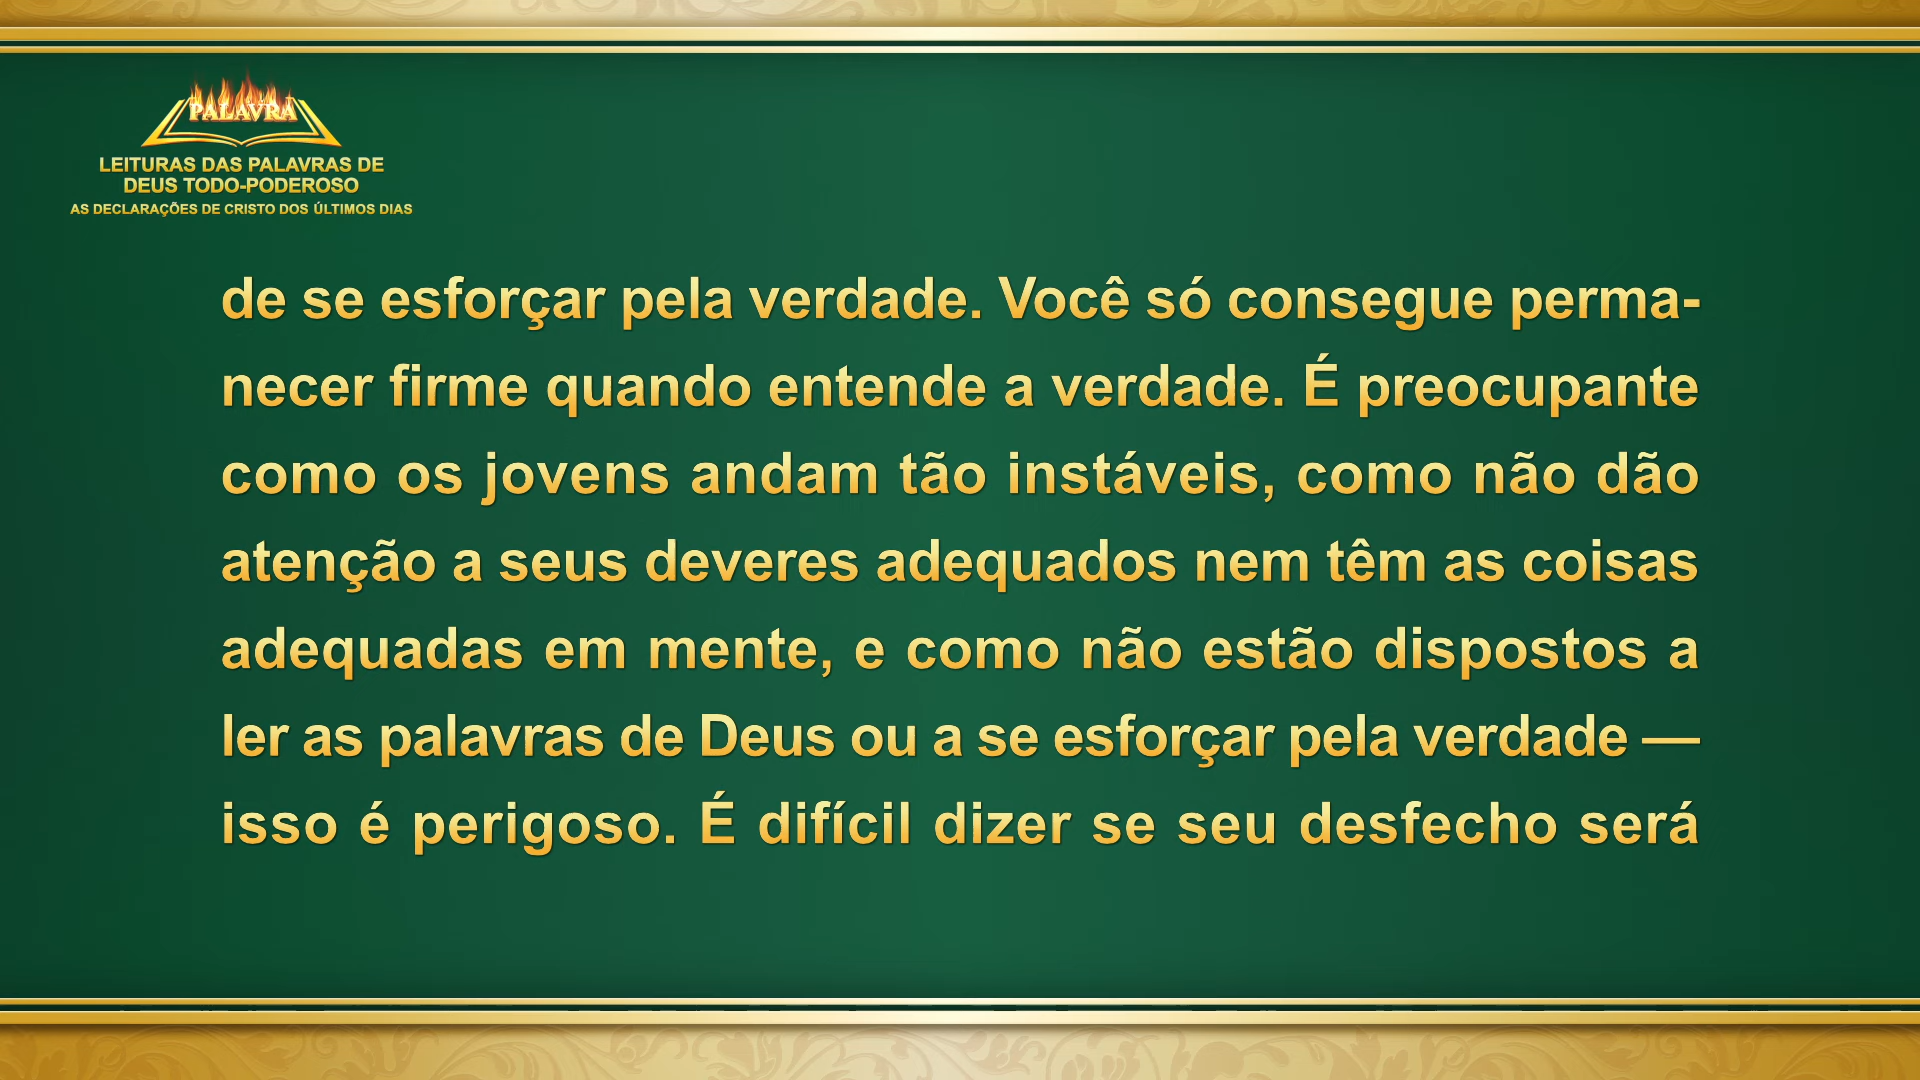 PALAVRA
LEITURAS DAS PALAVRAS DE
DEUS TODO-PODEROSO
AS DECLARAÇÕES DE CRISTO DOS ÚLTIMOS DIAS
de se esforçar pela verdade. Você só consegue perma-
necer firme quando entende a verdade. É preocupante
como os jovens andam tão instáveis, como não dão
atenção a seus deveres adequados nem têm as coisas
adequadas em mente, e como não estão dispostos a
ler as palavras de Deus ou a se esforçar pela verdade —
isso é perigoso. É difícil dizer se seu desfecho será